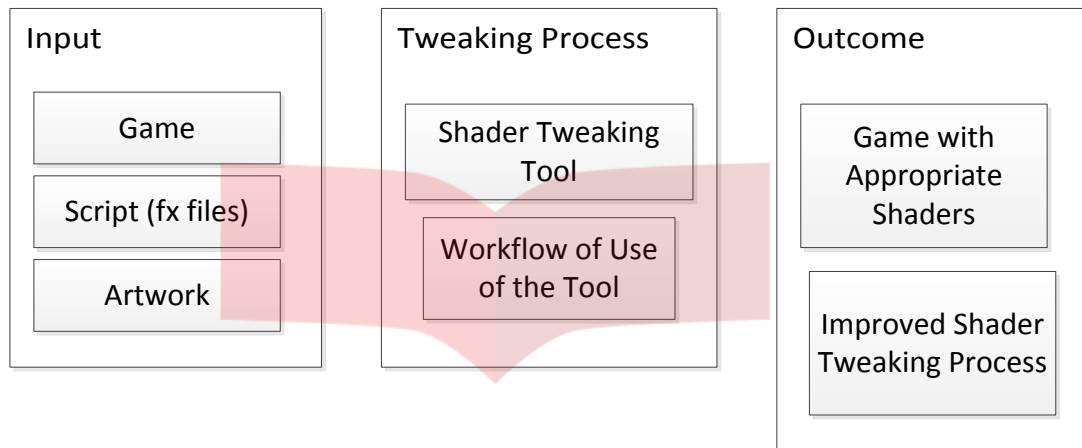 Input
Game
Script (fx files)
Artwork
Tweaking Process
Shader Tweaking
Tool
Workflow of Use
of the Tool
Outcome
Game with
Appropriate
Shaders
Improved Shader
Tweaking Process